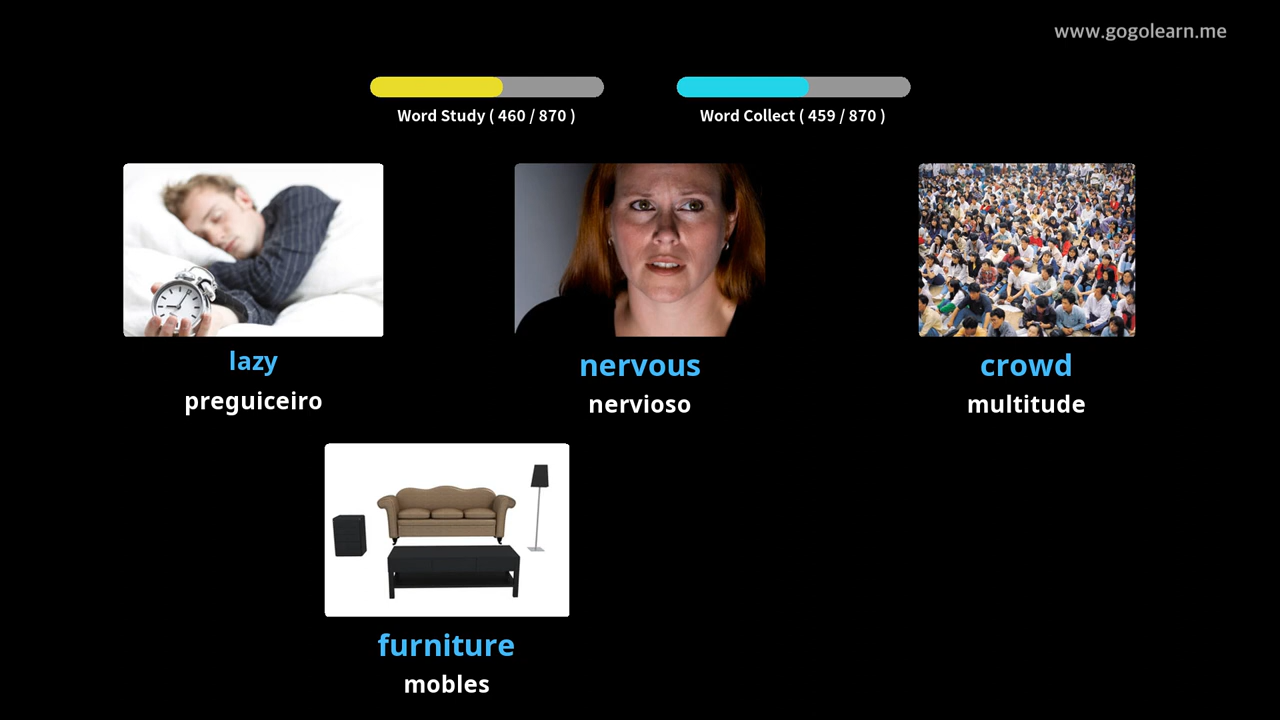 www.gogolearn.me
Word Study ( 460 / 870 )
Word Collect ( 459 / 870 )
lazy
preguiceiro
nervous
nervioso
crowd
multitude
furniture
mobles